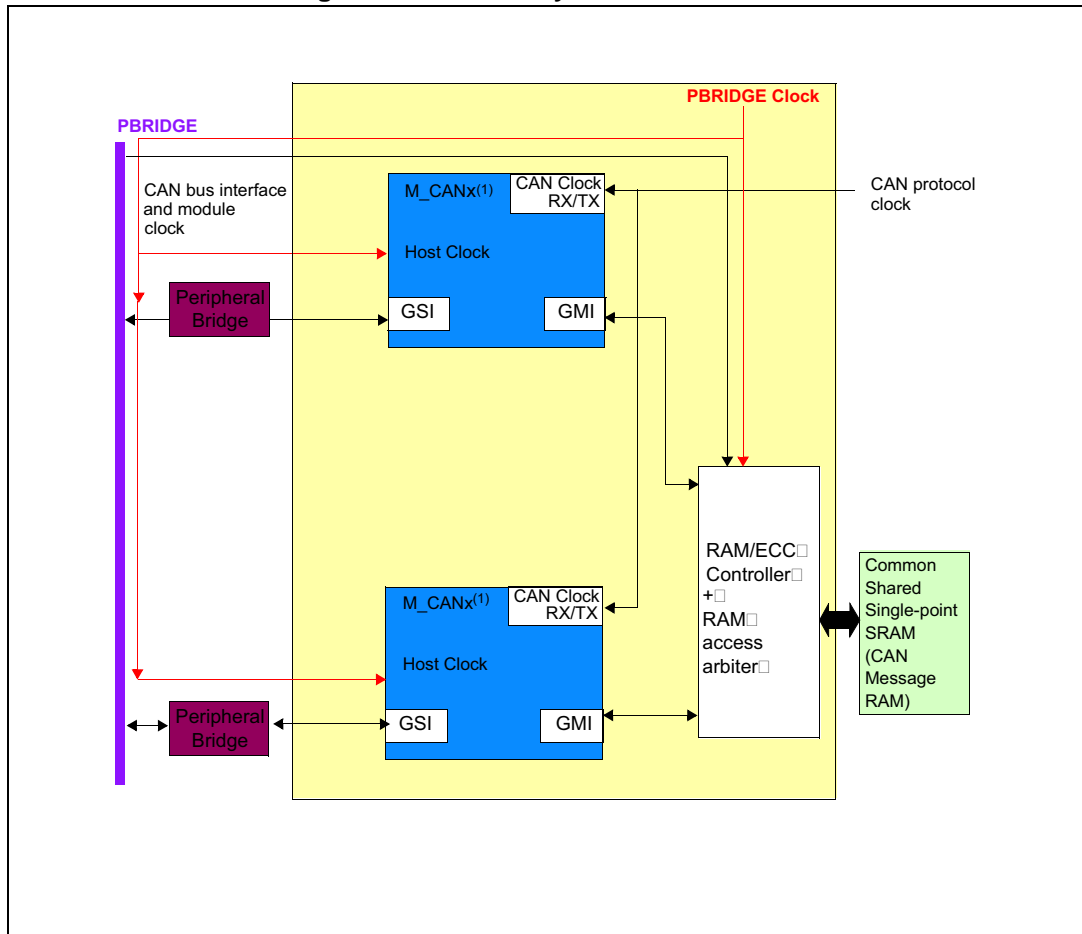 PBRIDGE Clock
PBRIDGE
CAN bus interface
and module
clock
M_CANx(1)
CAN Clock
RX/TX
CAN protocol
clock
Host Clock
Peripheral
Bridge
GSI
GMI
RAM/ECC□
Controller□
+□
RAM□
access
arbiter□
Common
Shared
Single-point
SRAM
(CAN
Message
RAM)
M_CANx(1)
CAN Clock
RX/TX
Host Clock
Peripheral
Bridge
GSI
GMI